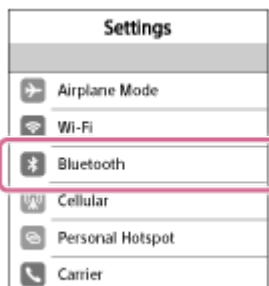 Settings
Airplane Mode
Wi-Fi
Bluetooth
Cellular
Personal Hotspot
Carrier